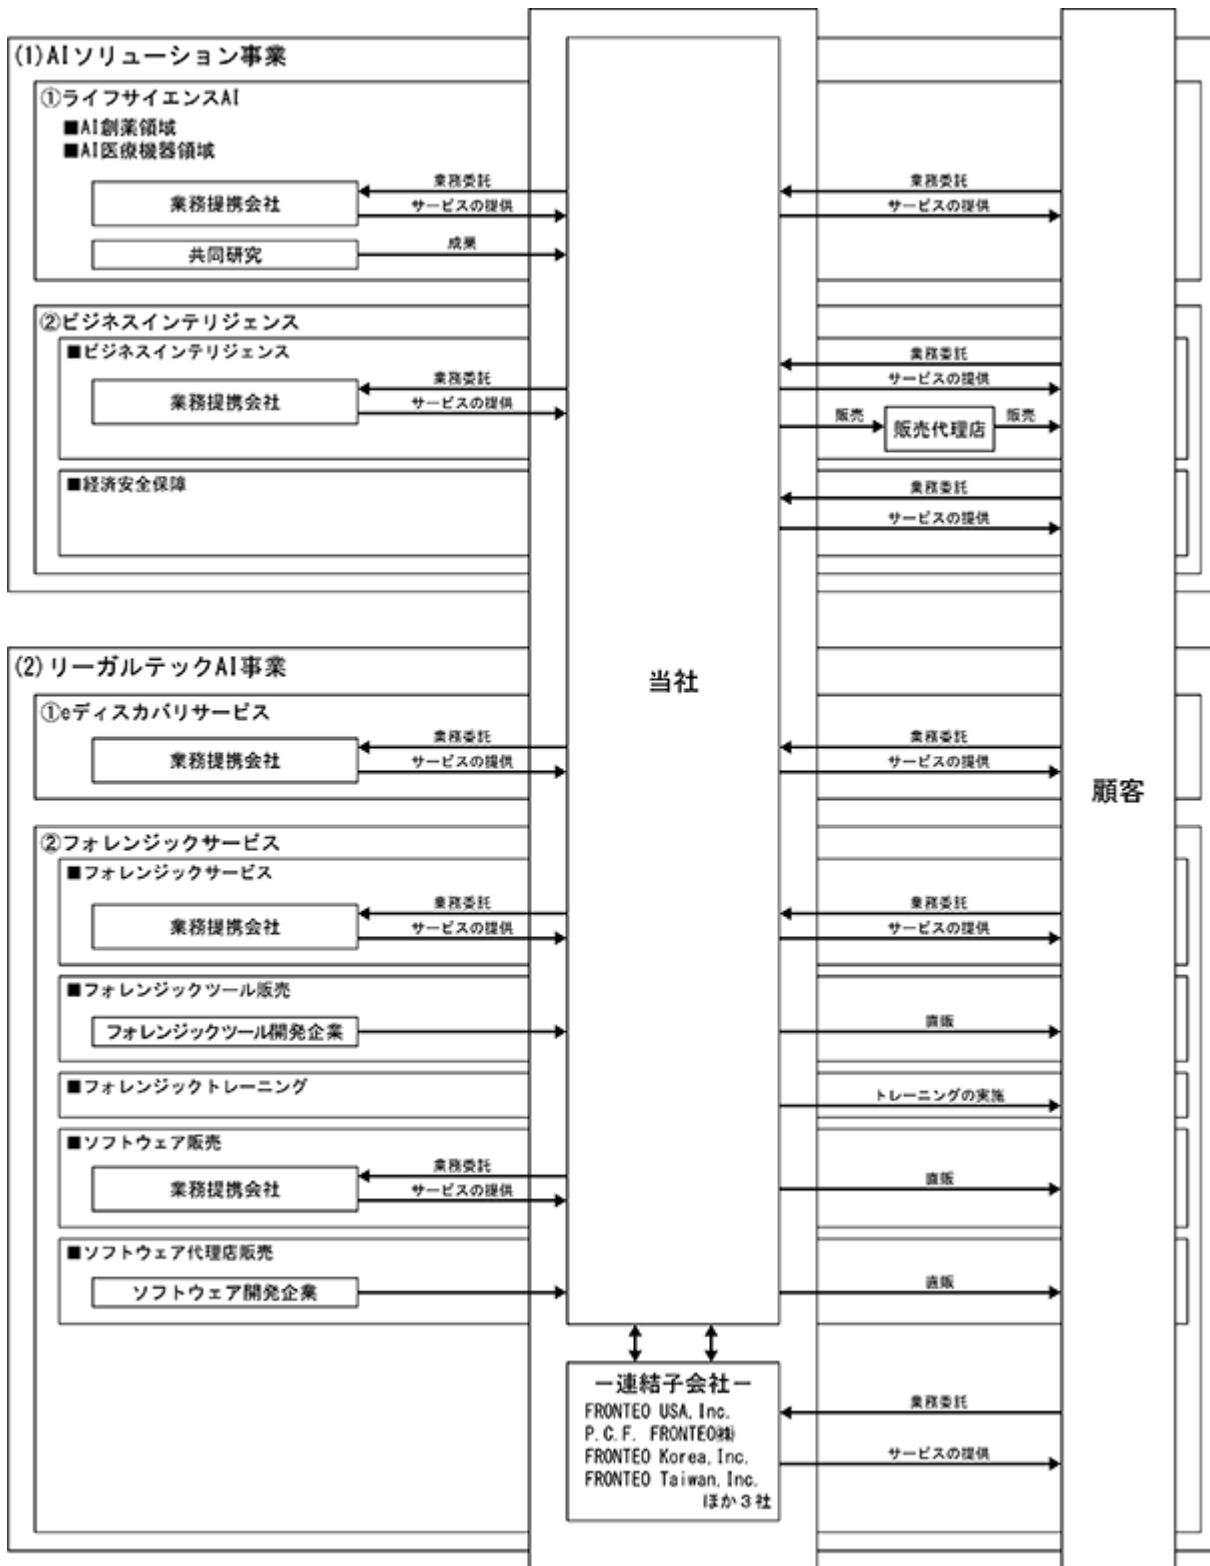 (1)AIソリューション事業
①ライフサイエンスAI
■AI創薬領域
■AI医療機器領域
業務提携会社
業務委託
サービスの提供
業務委託
サービスの提供
共同研究
成果
②ビジネスインテリジェンス
■ビジネスインテリジェンス
業務提携会社
業務委託
サービスの提供
業務委託
サービスの提供
販売
販売代理店
販売
■経済安全保障
業務委託
サービスの提供
当社
顧客
(2)リーガルテックAI事業
①eディスカバリサービス
業務提携会社
業務委託
サービスの提供
業務委託
サービスの提供
②フォレンジックサービス
■フォレンジックサービス
業務提携会社
業務委託
サービスの提供
業務委託
サービスの提供
■フォレンジックツール販売
フォレンジックツール開発企業
直販
■フォレンジックトレーニング
トレーニングの実施
■ソフトウェア販売
業務提携会社
業務委託
サービスの提供
直販
■ソフトウェア代理店販売
ソフトウェア開発企業
直販
－連結子会社－
FRONTEO USA, Inc.
P.C.F. FRONTEO㈱
FRONTEO Korea, Inc.
FRONTEO Taiwan, Inc.
ほか３社
業務委託
サービスの提供